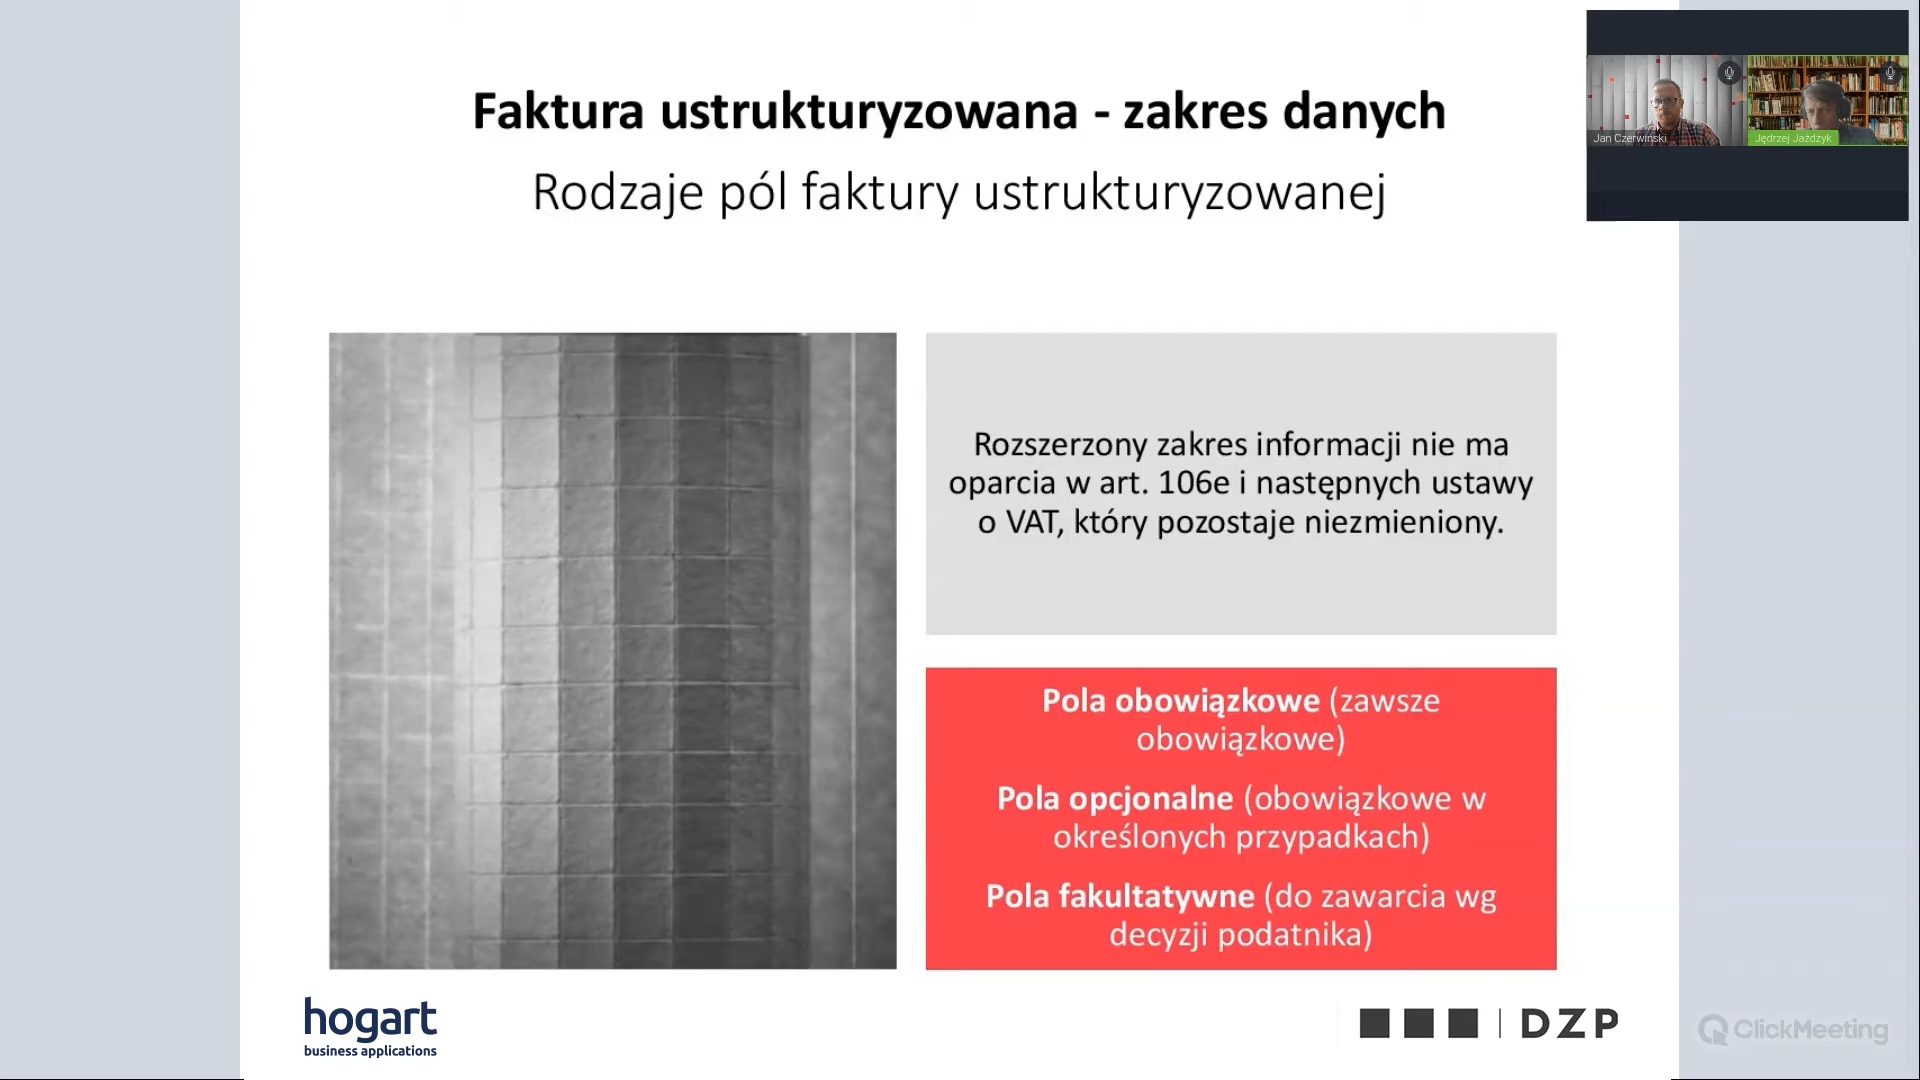 Faktura ustrukturyzowana - zakres danych
Rodzaje pól faktury ustrukturyzowanej
Jan Czerwiński
Jędrzej Jażdżyk
Rozszerzony zakres informacji nie ma
oparcia w art. 106e i następnych ustawy
o VAT, który pozostaje niezmieniony.
Pola obowiązkowe (zawsze
obowiązkowe)
Pola opcjonalne (obowiązkowe w
określonych przypadkach)
Pola fakultatywne (do zawarcia wg
decyzji podatnika)
hogart
business applications
DZP
ClickMeeting